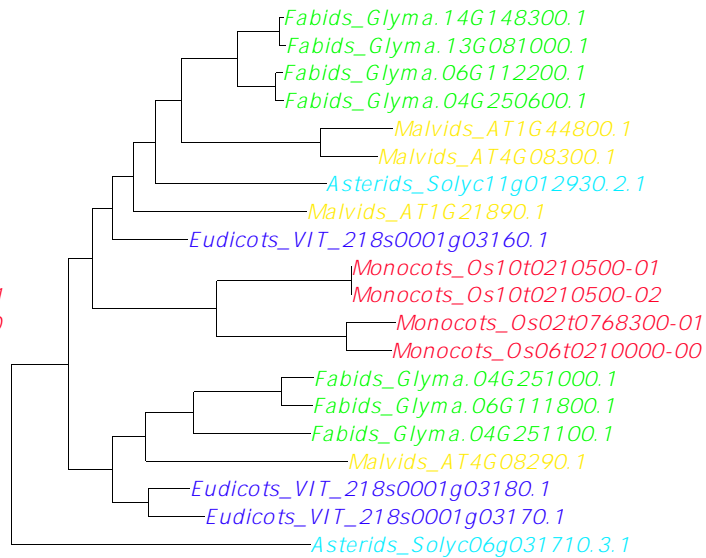 Fabids_Glyma.14G148300.1
Fabids_Glyma.13G081000.1
Fabids_Glyma.06G112200.1
Fabids_Glyma.04G250600.1
Malvids_AT1G44800.1
Malvids_AT4G08300.1
Asterids_Solyc11g012930.2.1
Malvids_AT1G21890.1
Eudicots_VIT_218s0001g03160.1
Monocots_Os10t0210500-01
Monocots_Os10t0210500-02
Monocots_Os02t0768300-01
Monocots_Os06t0210000-00
Fabids_Glyma.04G251000.1
Fabids_Glyma.06G111800.1
Fabids_Glyma.04G251100.1
Malvids_AT4G08290.1
Eudicots_VIT_218s0001g03180.1
Eudicots_VIT_218s0001g03170.1
Asterids_Solyc06g031710.3.1